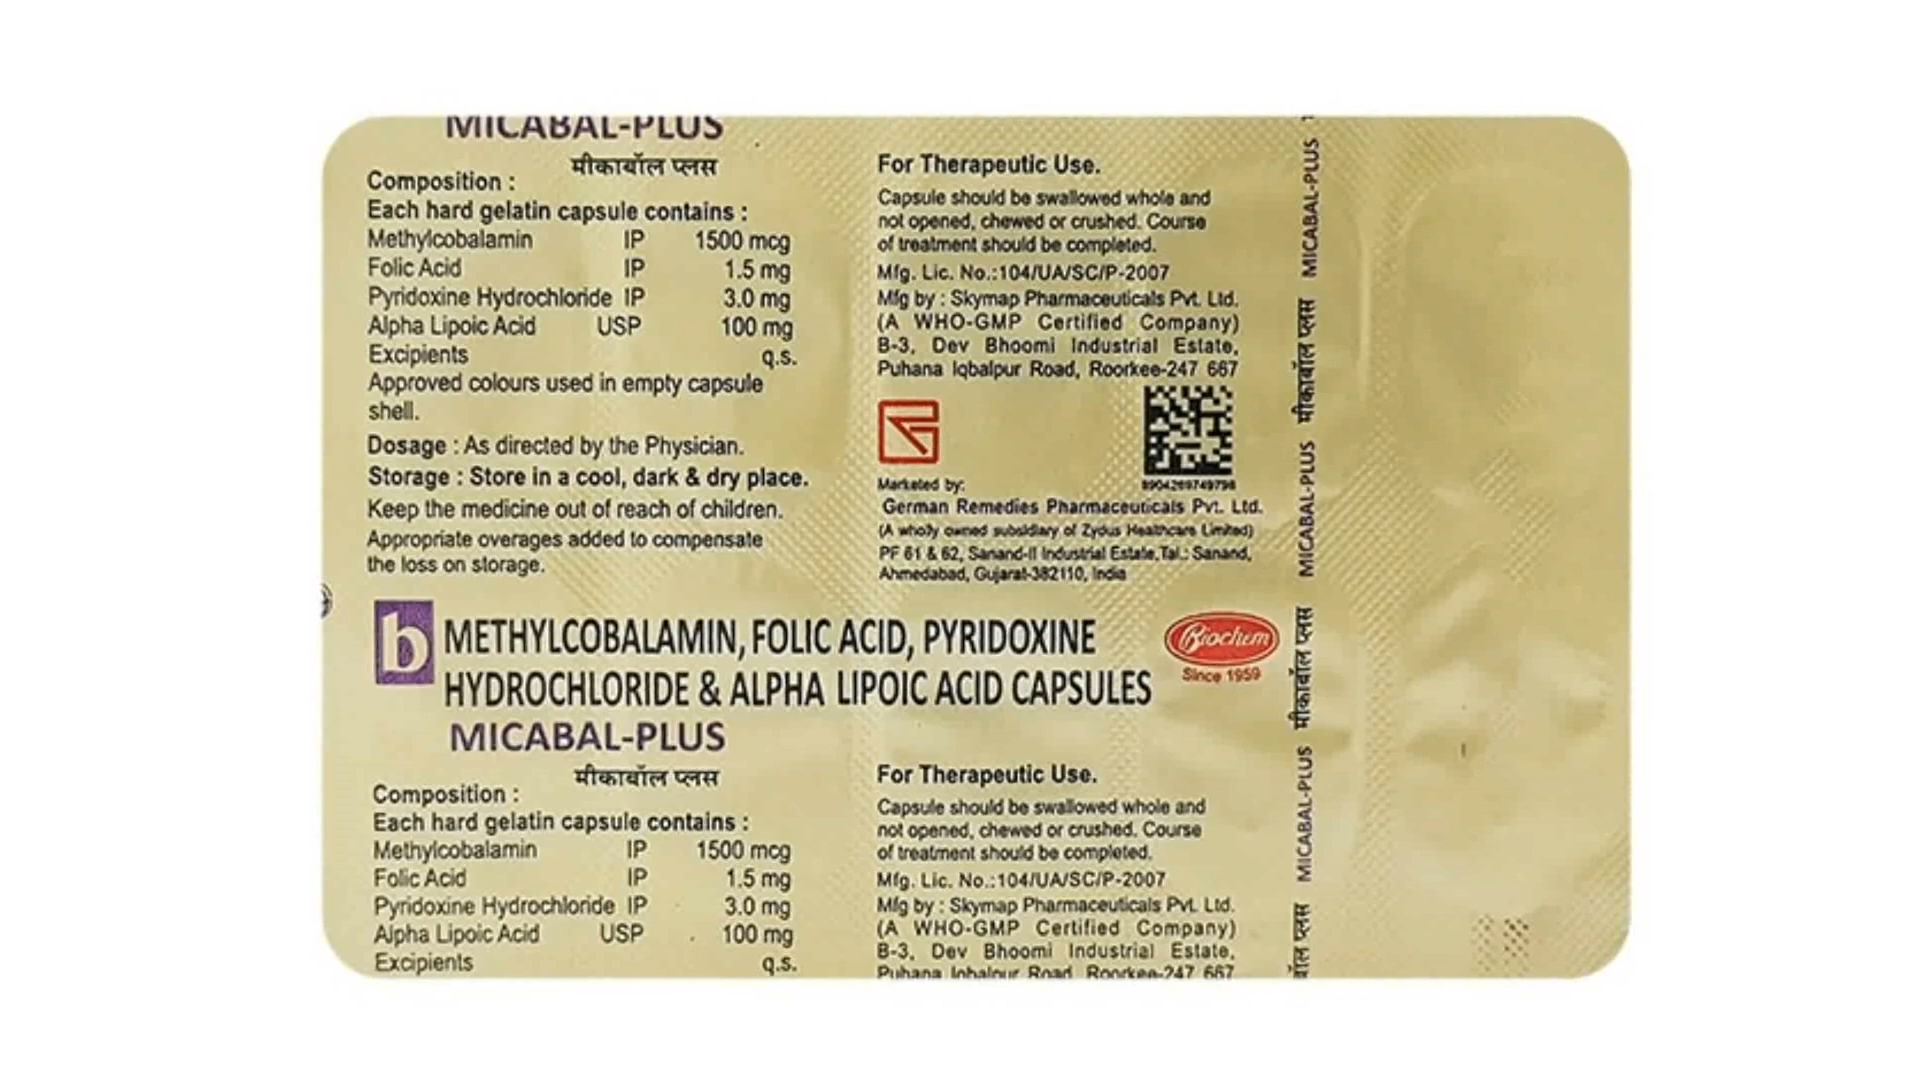 MICABAL-PLUS
मीकाबॉल प्लस
Composition :
Each hard gelatin capsule contains :
Methylcobalamin IP 1500 mcg
Folic Acid IP 1.5 mg
Pyridoxine Hydrochloride IP 3.0 mg
Alpha Lipoic Acid USP 100 mg
Excipients q.s.
Approved colours used in empty capsule
shell.
Dosage : As directed by the Physician.
Storage : Store in a cool, dark & dry place.
Keep the medicine out of reach of children.
Appropriate overages added to compensate
the loss on storage.
For Therapeutic Use.
Capsule should be swallowed whole and
not opened, chewed or crushed. Course
of treatment should be completed.
Mfg. Lic. No.:104/UA/SC/P-2007
Mfg by : Skymap Pharmaceuticals Pvt. Ltd.
(A WHO-GMP Certified Company)
B-3, Dev Bhoomi Industrial Estate,
Puhana Iqbalpur Road, Roorkee-247 667
Marketed by:
German Remedies Pharmaceuticals Pvt. Ltd.
(A wholly owned subsidiary of Zydus Healthcare Limited)
PF 61 & 62, Sanand-II Industrial Estate, Tal.: Sanand,
Ahmedabad, Gujarat-382110, India
b
METHYLCOBALAMIN, FOLIC ACID, PYRIDOXINE
HYDROCHLORIDE & ALPHA LIPOIC ACID CAPSULES
Biochem
Since 1959
MICABAL-PLUS
मीकाबॉल प्लस
Composition :
Each hard gelatin capsule contains :
Methylcobalamin IP 1500 mcg
Folic Acid IP 1.5 mg
Pyridoxine Hydrochloride IP 3.0 mg
Alpha Lipoic Acid USP 100 mg
Excipients q.s.
For Therapeutic Use.
Capsule should be swallowed whole and
not opened, chewed or crushed. Course
of treatment should be completed.
Mfg. Lic. No.:104/UA/SC/P-2007
Mfg by : Skymap Pharmaceuticals Pvt. Ltd.
(A WHO-GMP Certified Company)
B-3, Dev Bhoomi Industrial Estate,
Puhana Iqbalpur Road, Roorkee-247 667
प्लस MICABAL-PLUS मीकाबॉल प्लस MICABAL-PLUS मीकाबॉल प्लस MICABAL-PLUS